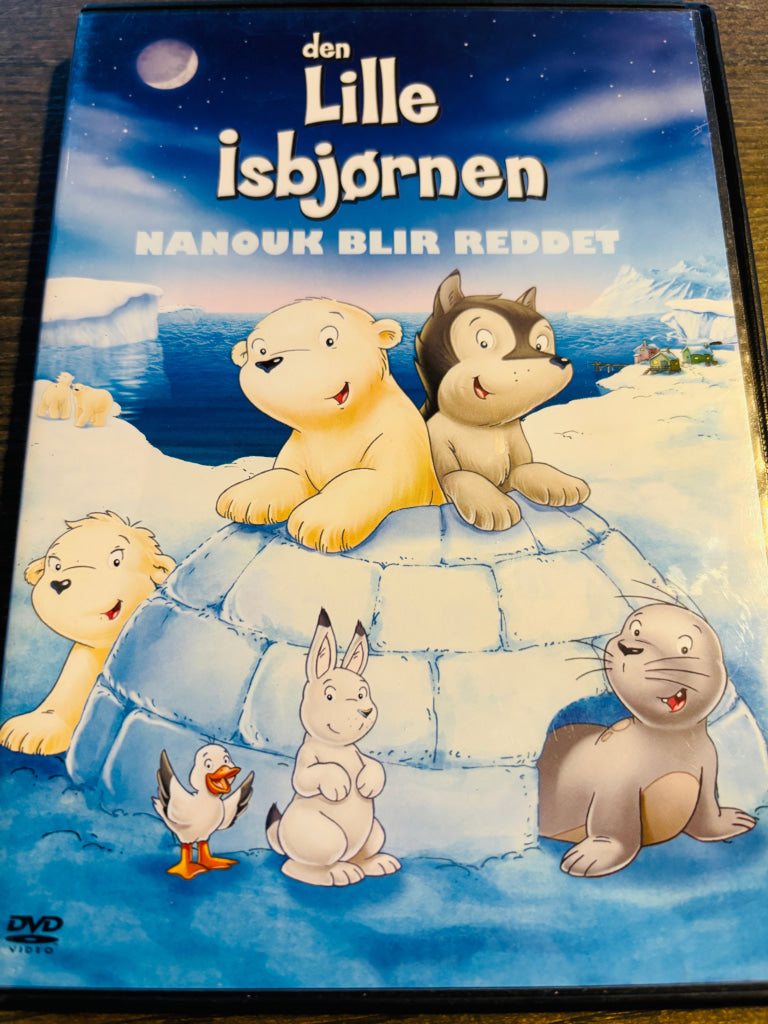 den
Lille
isbjørnen
NANOUK BLIR REDDET
DVD
VIDEO